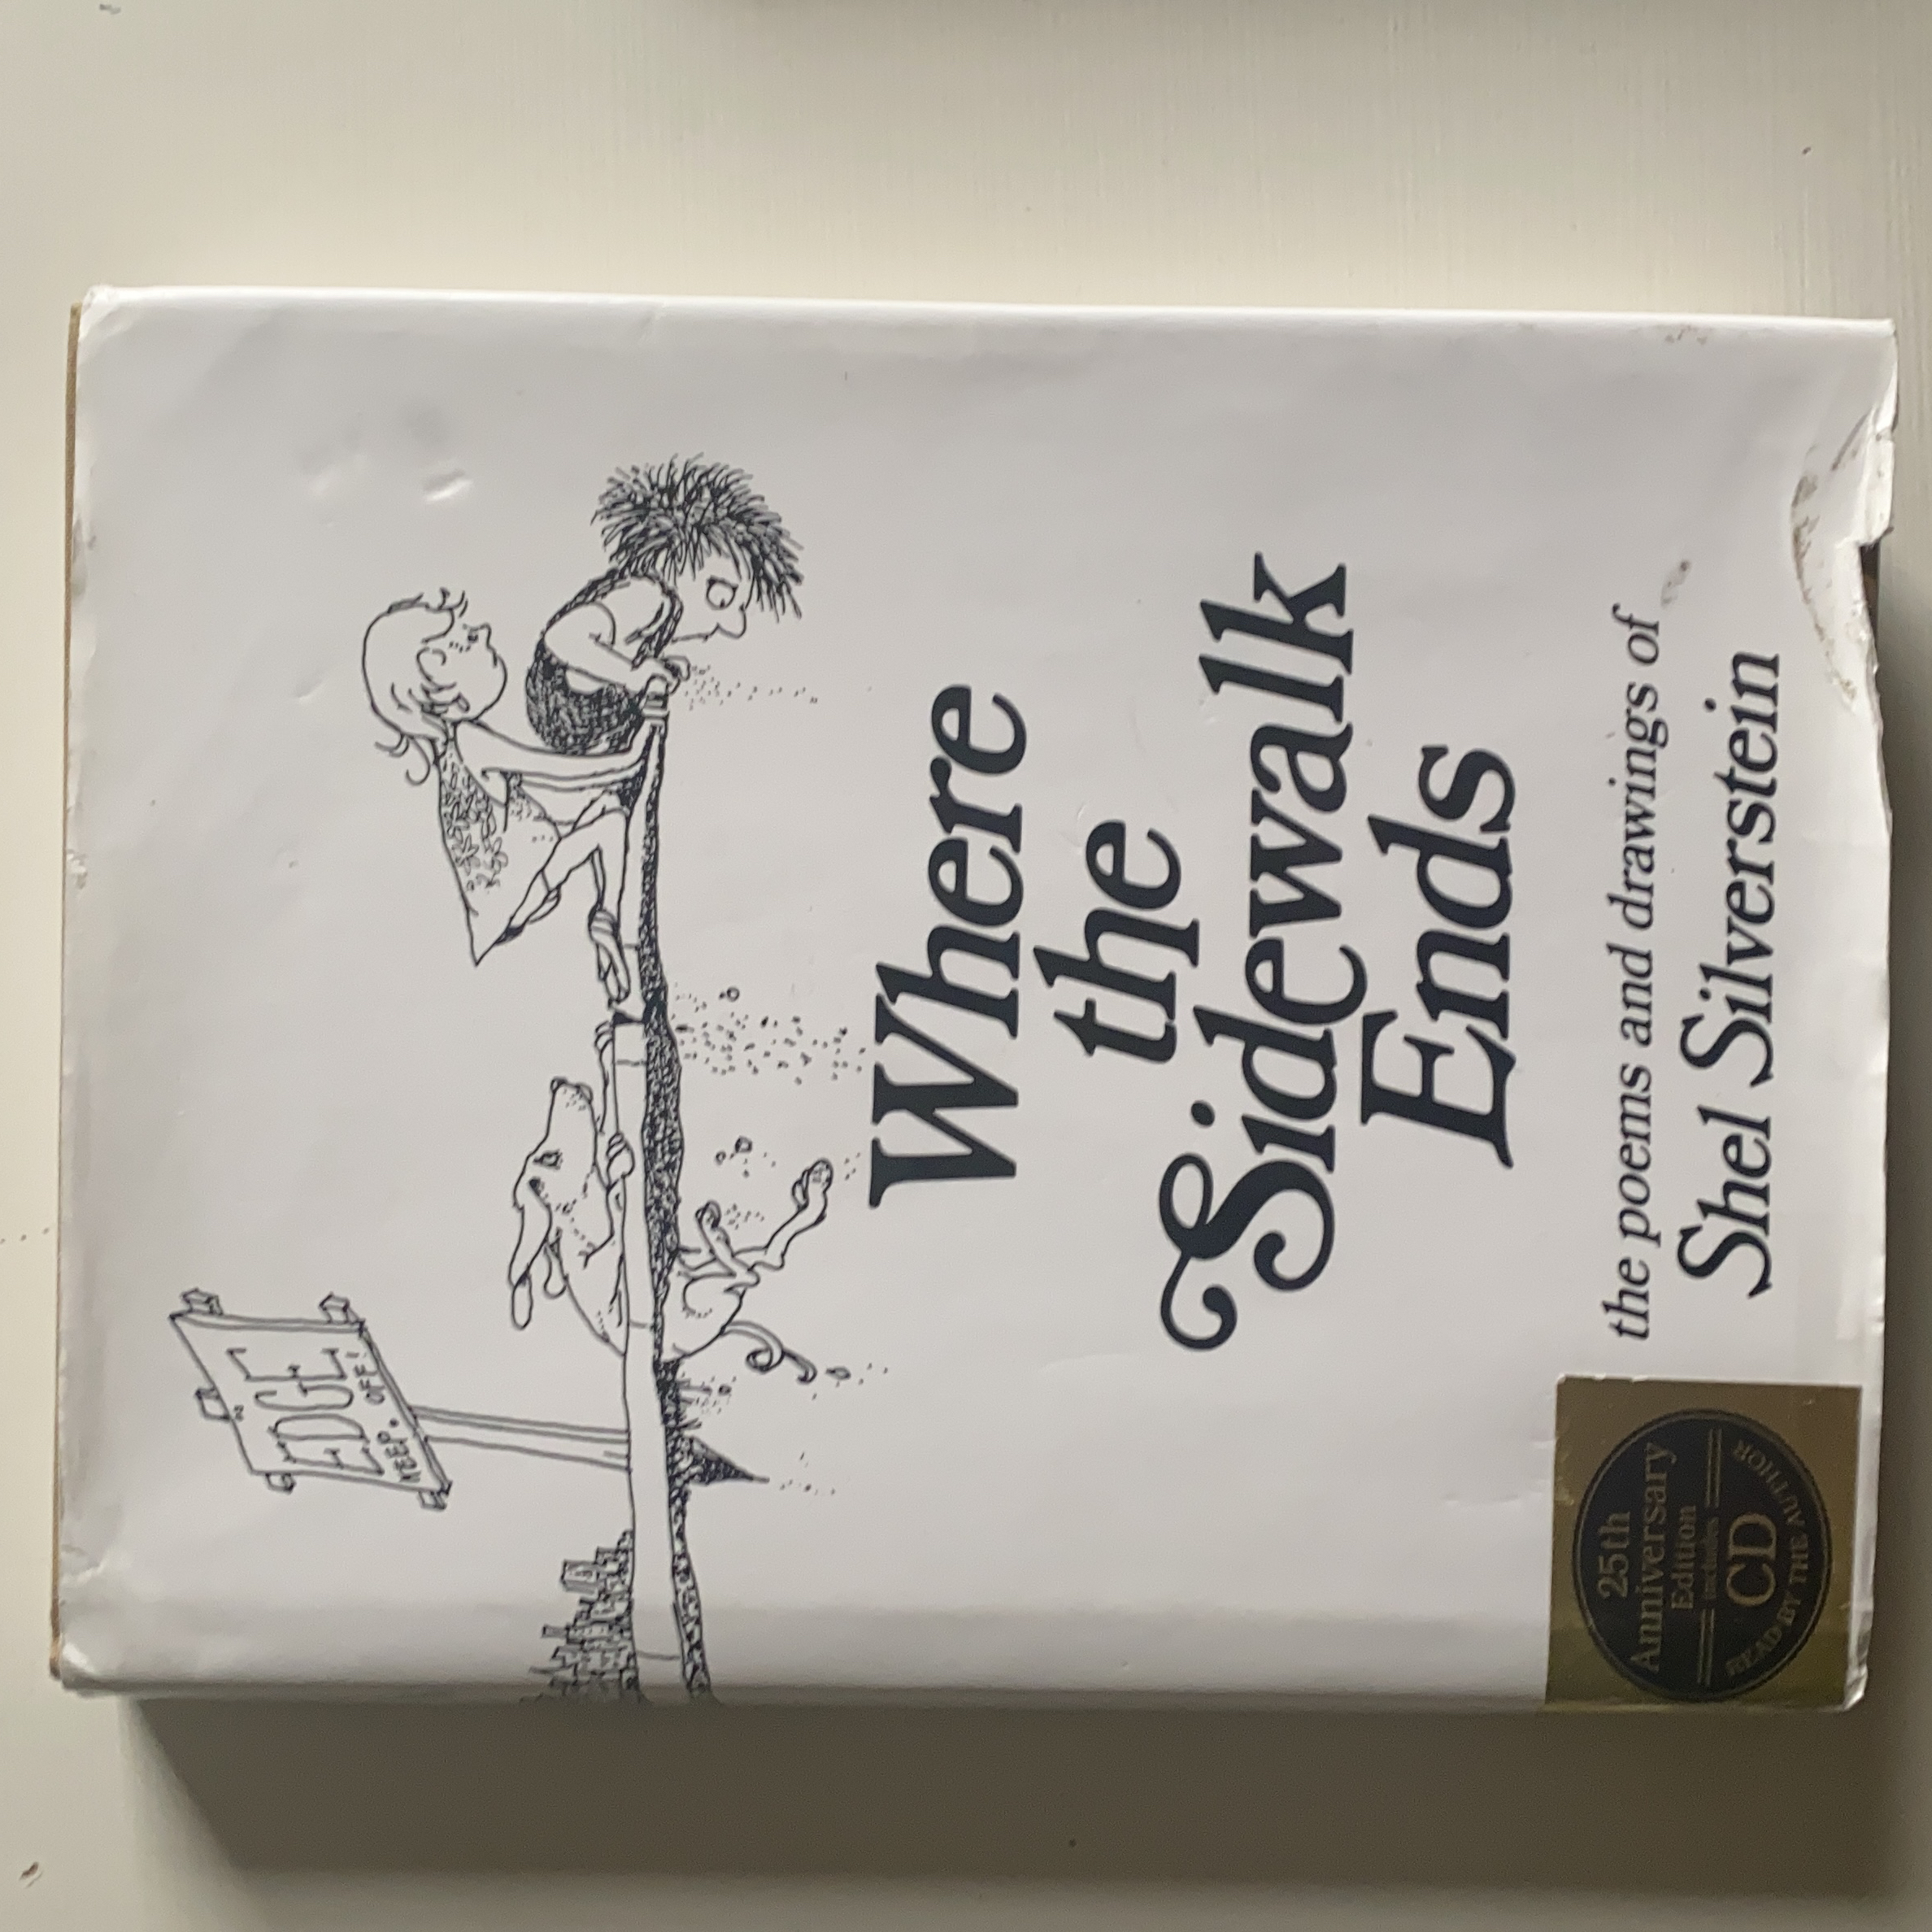 EDGE
KEEP OFF!
Where
the
Sidewalk
Ends
the poems and drawings of
Shel Silverstein
25th
Anniversary
Edition
includes
CD
READ BY THE AUTHOR